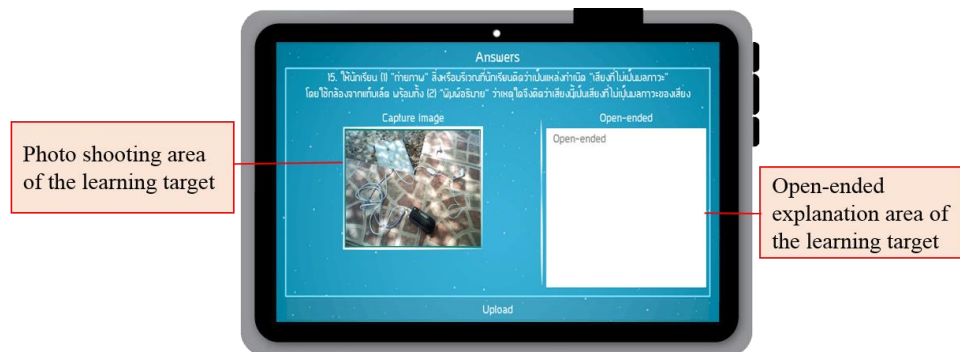 Answers
15. ให้นักเรียน (1) "ถ่ายภาพ" สิ่งหรือบริเวณที่นักเรียนคิดว่าเป็นแหล่งกำเนิด "เสียงที่ไม่เป็นมลภาวะ"
โดยใช้กล้องจากแท็บเล็ต พร้อมทั้ง (2) "พิมพ์อธิบาย" ว่าเหตุใดจึงคิดว่าเสียงนี้เป็นเสียงที่ไม่เป็นมลภาวะของเสียง
Capture image
Open-ended
Open-ended
Upload
Photo shooting area
of the learning target
Open-ended
explanation area of
the learning target